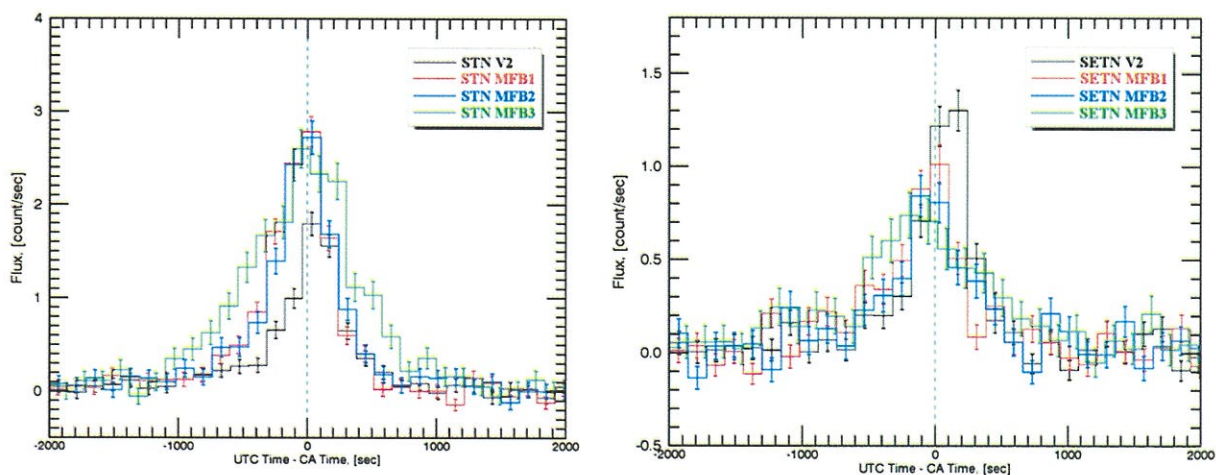 4
3
2
1
0
Flux. [count/sec]
-2000
-1000
0
1000
2000
UTC Time - CA Time. [sec]
STN V2
STN MFB1
STN MFB2
STN MFB3
1.5
1.0
0.5
0.0
-0.5
Flux. [count/sec]
-2000
-1000
0
1000
2000
UTC Time - CA Time. [sec]
SETN V2
SETN MFB1
SETN MFB2
SETN MFB3